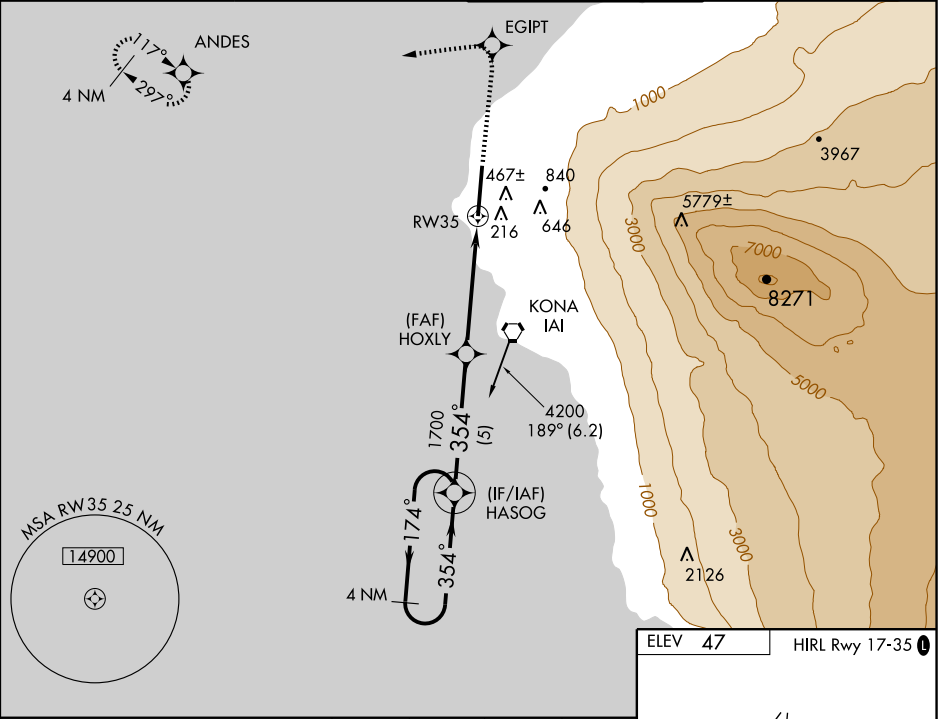 ANDES
117°
297°
4 NM
EGIPT
1000
3967
467±
840
RW35
216
646
5779±
3000
7000
8271
(FAF)
HOXLY
KONA
IAI
5000
4200
189° (6.2)
1700
354°
(5)
(IF/IAF)
HASOG
174°
354°
4 NM
1000
3000
2126
MSA RW35 25 NM
14900
ELEV 47
HIRL Rwy 17-35 L